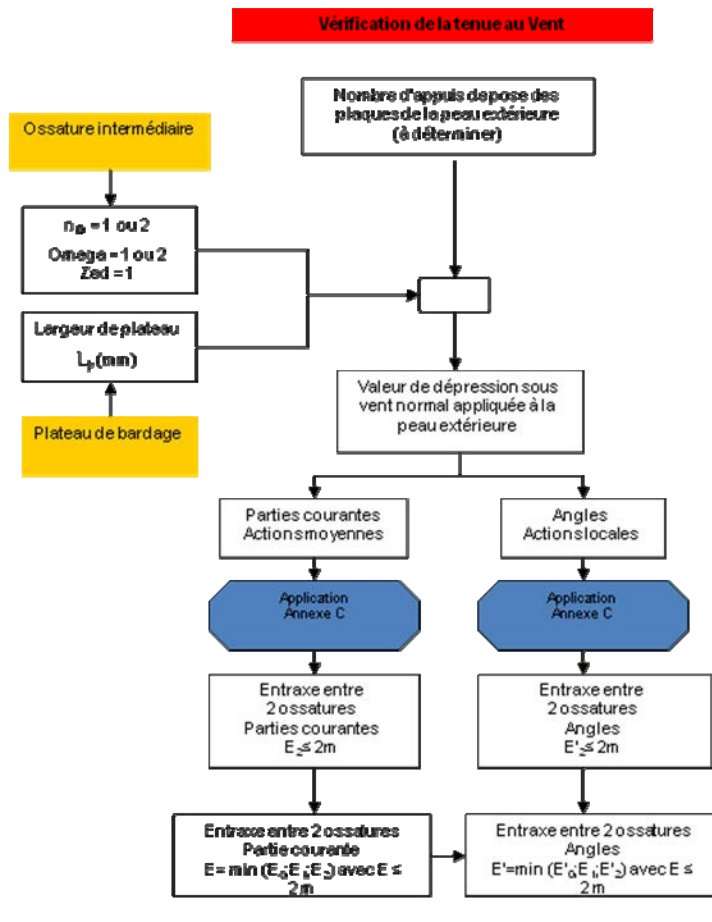 Vérification de la tenue au Vent
Nombre d'appuis de pose des
plaques de la peau extérieure
(à déterminer)
Ossature intermédiaire
= 1 ou 2
Omega = 1 ou 2
Zed = 1
Largeur de plateau
Lp (mm)
Plateau de bardage
Valeur de dépression sous
vent normal appliquée à la
peau extérieure
Parties courantes
Actions moyennes
Angles
Actions locales
Application
Annexe C
Application
Annexe C
Entraxe entre
2 ossatures
Parties courantes
E2 ≤ 2m
Entraxe entre
2 ossatures
Angles
E'2 ≤ 2m
Entraxe entre 2 ossatures
Partie courante
E = min avec E ≤
2m
Entraxe entre 2 ossatures
Angles
E'=min avec E ≤
2m